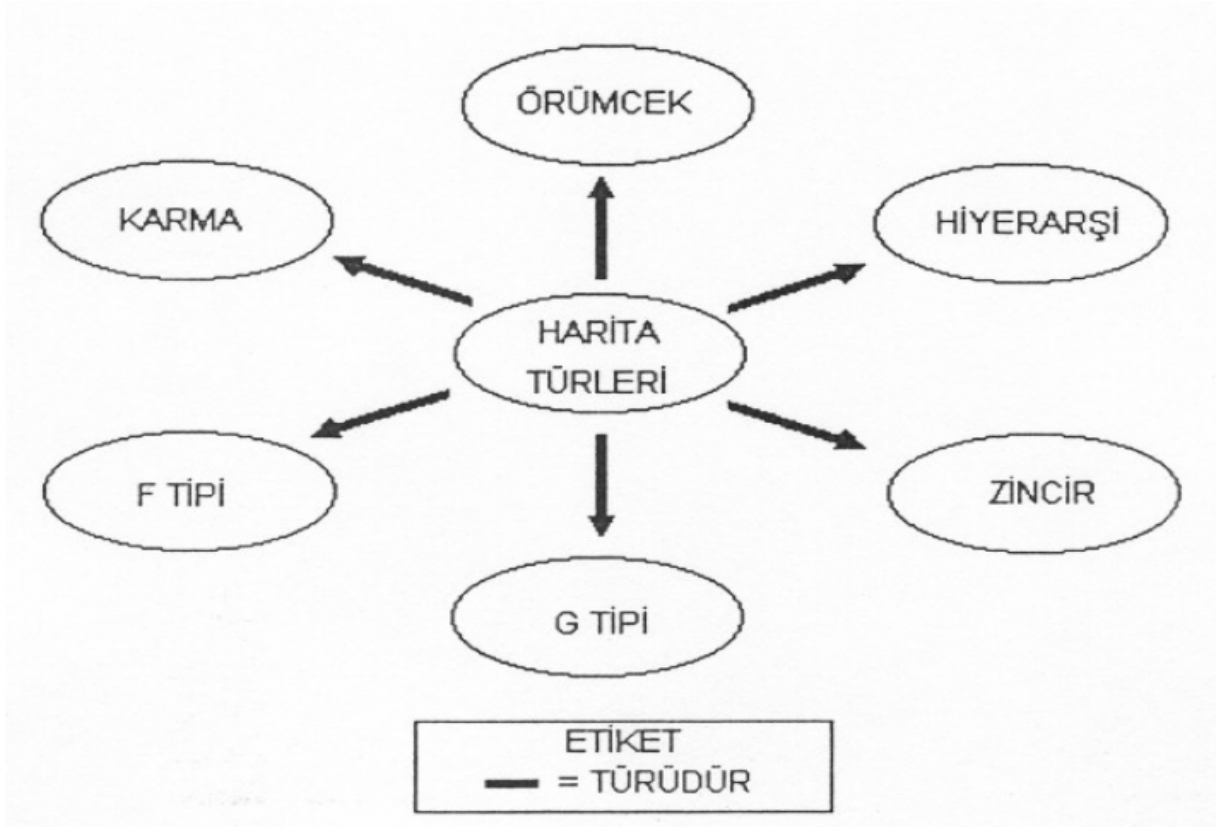 ÖRÜMCEK
KARMA
HİYERARŞİ
HARİTA
TÜRLERİ
F TİPİ
ZİNCİR
G TİPİ
ETİKET
= TÜRÜDÜR